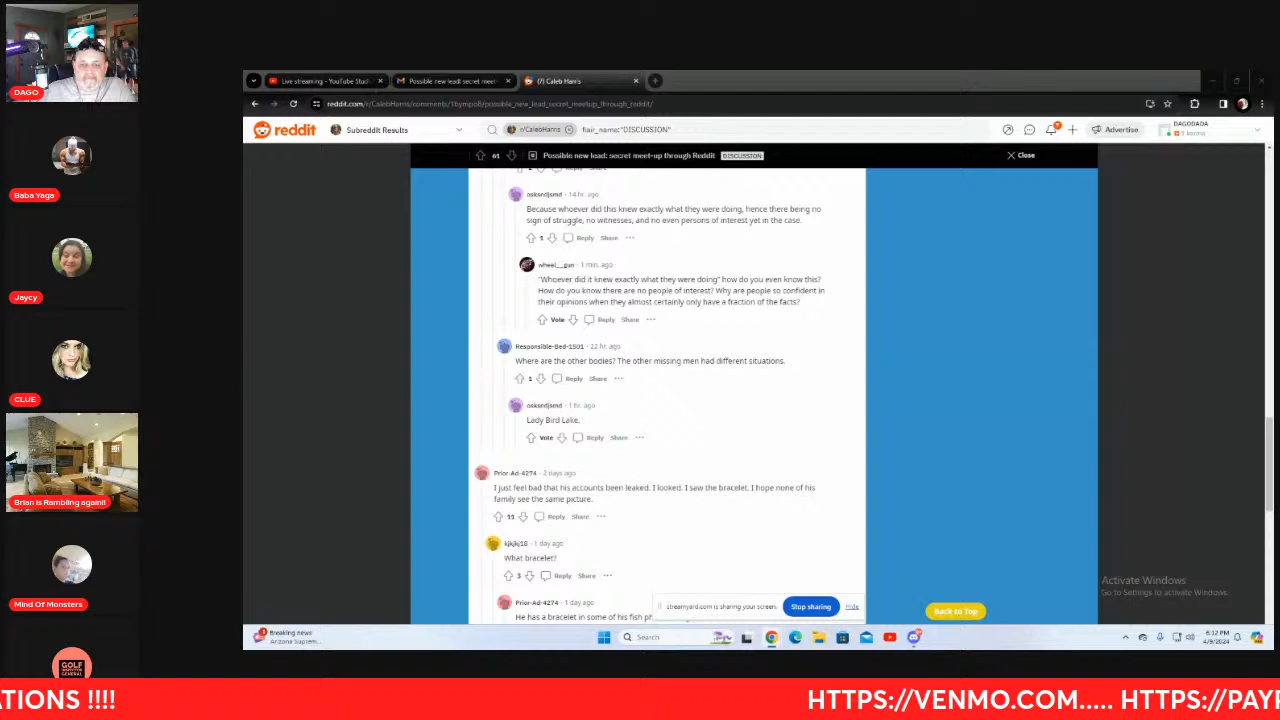 DAGO
Baba Yaga
Jaycy
CLUE
Brian is Rambling again!!
Mind Of Monsters
GOLF
INSPECTOR
GENERAL
Live streaming - YouTube Stud
Possible new lead! secret meet-
(7) Caleb Harris
reddit.com/r/CalebHarris/comments/1bympo8/possible_new_lead_secret_meetup_through_reddit/
reddit
Subreddit Results
r/CalebHarris
flair_name:"DISCUSSION"
Advertise
DAGODADA
1 karma
61
Possible new lead: secret meet-up through Reddit
DISCUSSION
Close
Reply Share
osksndjsmd · 14 hr. ago
Because whoever did this knew exactly what they were doing, hence there being no
sign of struggle, no witnesses, and no even persons of interest yet in the case.
1 Reply Share ···
wheel__gun · 1 min. ago
"Whoever did it knew exactly what they were doing" how do you even know this?
How do you know there are no people of interest? Why are people so confident in
their opinions when they almost certainly only have a fraction of the facts?
Vote Reply Share ···
Responsible-Bed-1501 · 22 hr. ago
Where are the other bodies? The other missing men had different situations.
1 Reply Share ···
osksndjsmd · 1 hr. ago
Lady Bird Lake.
Vote Reply Share ···
Prior-Ad-4274 · 2 days ago
I just feel bad that his accounts been leaked. I looked. I saw the bracelet. I hope none of his
family see the same picture.
11 Reply Share ···
kjkjkj18 · 1 day ago
What bracelet?
3 Reply Share ···
Prior-Ad-4274 · 1 day ago
He has a bracelet in some of his fish
streamyard.com is sharing your screen.
Stop sharing
Hide
Back to Top
Activate Windows
Go to Settings to activate Windows.
Breaking news
Arizona Suprem...
Search
6:12 PM
4/9/2024
ATIONS !!!!
HTTPS://VENMO.COM..... HTTPS://PAYP